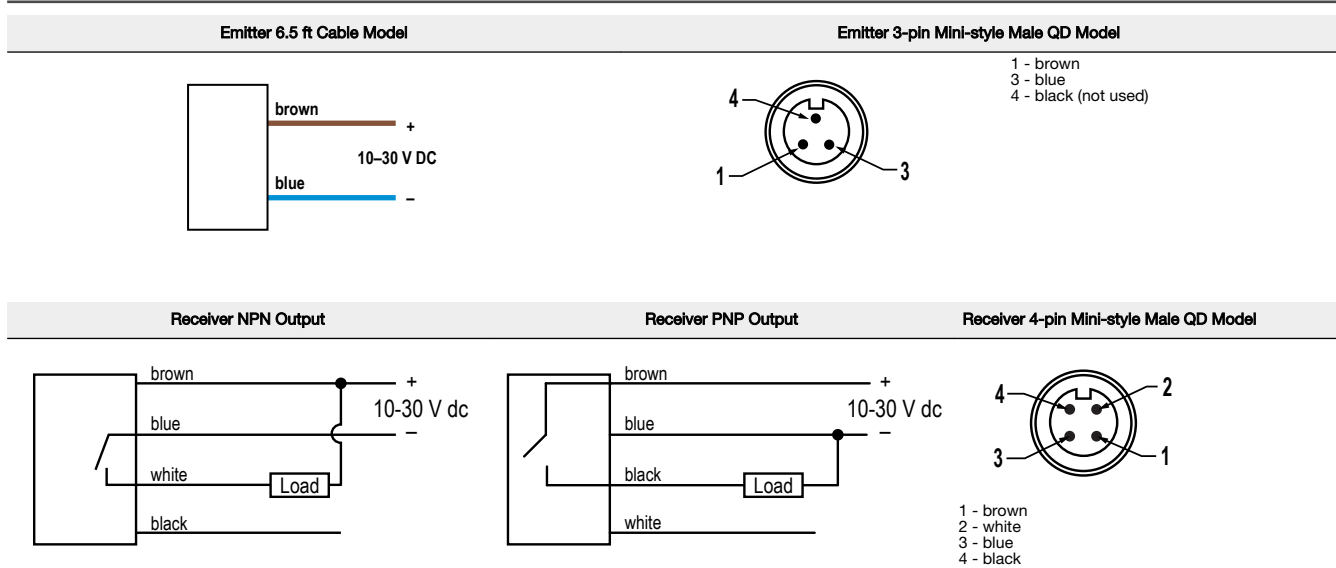 Emitter 6.5 ft Cable Model
Emitter 3-pin Mini-style Male QD Model
brown
+
10–30 V DC
blue
–
4
1
3
1 - brown
3 - blue
4 - black (not used)
Receiver NPN Output
Receiver PNP Output
Receiver 4-pin Mini-style Male QD Model
brown
+
10-30 V dc
blue
–
white
Load
black
brown
+
10-30 V dc
blue
–
black
Load
white
4
2
3
1
1 - brown
2 - white
3 - blue
4 - black